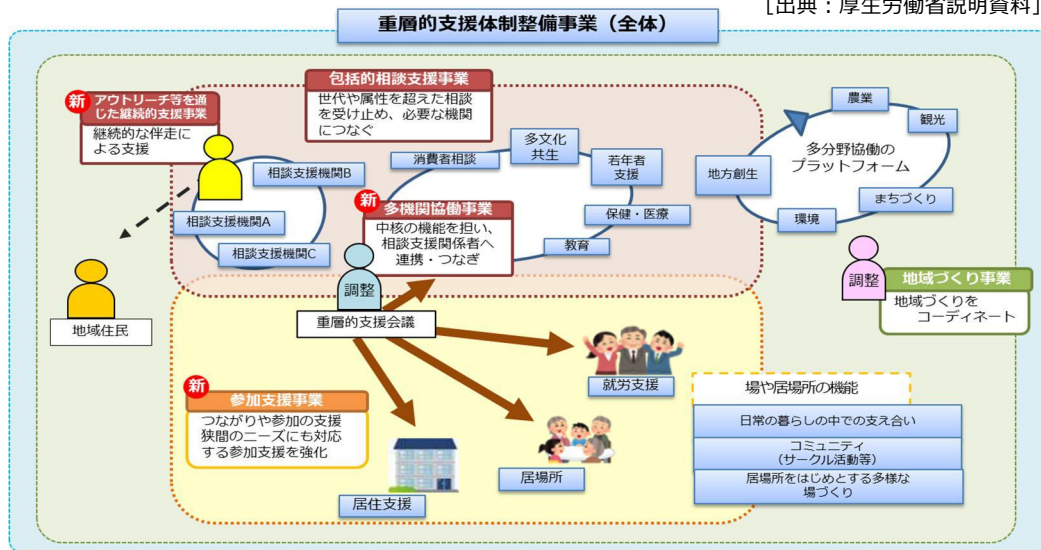 [出典：厚生労働者説明資料]
重層的支援体制整備事業（全体）
新
アウトリーチ等を通
じた継続的支援事業
継続的な伴走によ
る支援
包括的相談支援事業
世代や属性を超えた相談
を受け止め、必要な機関
につなぐ
相談支援機関B
相談支援機関A
相談支援機関C
消費者相談
多文化
共生
若年者
支援
保健・医療
教育
新
多機関協働事業
中核の機能を担い、
相談支援関係者へ
連携・つなぎ
農業
観光
多分野協働の
プラットフォーム
地方創生
まちづくり
環境
調整
地域づくり事業
地域づくりを
コーディネート
地域住民
調整
重層的支援会議
新
参加支援事業
つながりや参加の支援
狭間のニーズにも対応
する参加支援を強化
就労支援
居場所
居住支援
場や居場所の機能
日常の暮らしの中での支え合い
コミュニティ
（サークル活動等）
居場所をはじめとする多様な
場づくり